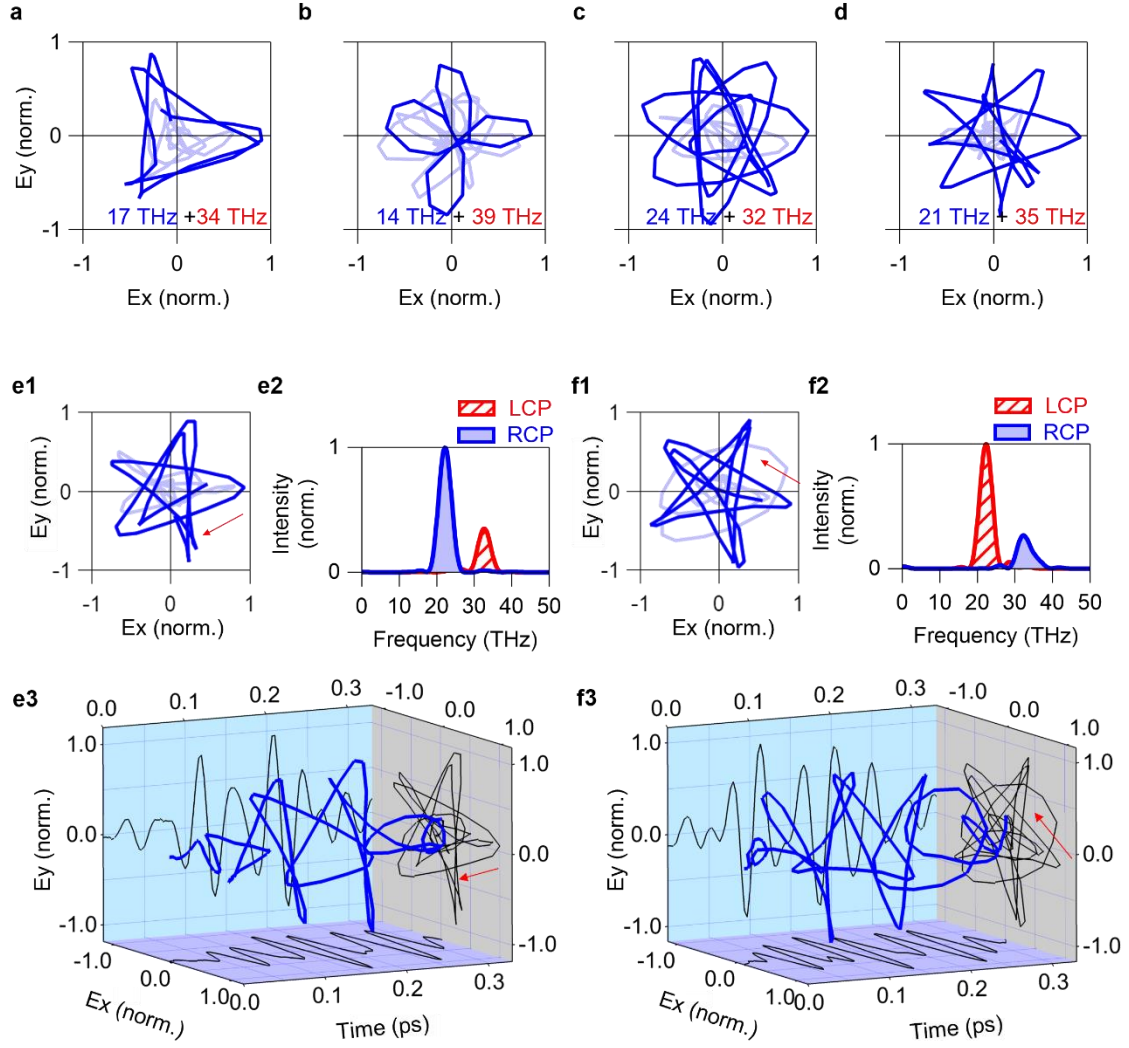 a
b
c
d
1
0
-1
Ey (norm.)
17 THz +34 THz
14 THz + 39 THz
24 THz + 32 THz
21 THz + 35 THz
-1 0 1
-1 0 1
-1 0 1
-1 0 1
Ex (norm.)
Ex (norm.)
Ex (norm.)
Ex (norm.)
e1
1
0
-1
Ey (norm.)
-1 0 1
Ex (norm.)
e2
LCP
RCP
1
0
Intensity
(norm.)
0 10 20 30 40 50
Frequency (THz)
f1
1
0
-1
Ey (norm.)
-1 0 1
Ex (norm.)
f2
LCP
RCP
1
0
Intensity
(norm.)
0 10 20 30 40 50
Frequency (THz)
e3
0.0 0.1 0.2 0.3
-1.0 0.0 1.0
1.0
0.0
-1.0
Ey (norm.)
1.0
0.0
-1.0
-1.0
0.0
1.0
Ex (norm.)
0.0 0.1 0.2 0.3
Time (ps)
f3
0.0 0.1 0.2 0.3
-1.0 0.0 1.0
1.0
0.0
-1.0
Ey (norm.)
1.0
0.0
-1.0
-1.0
0.0
1.0
Ex (norm.)
0.0 0.1 0.2 0.3
Time (ps)